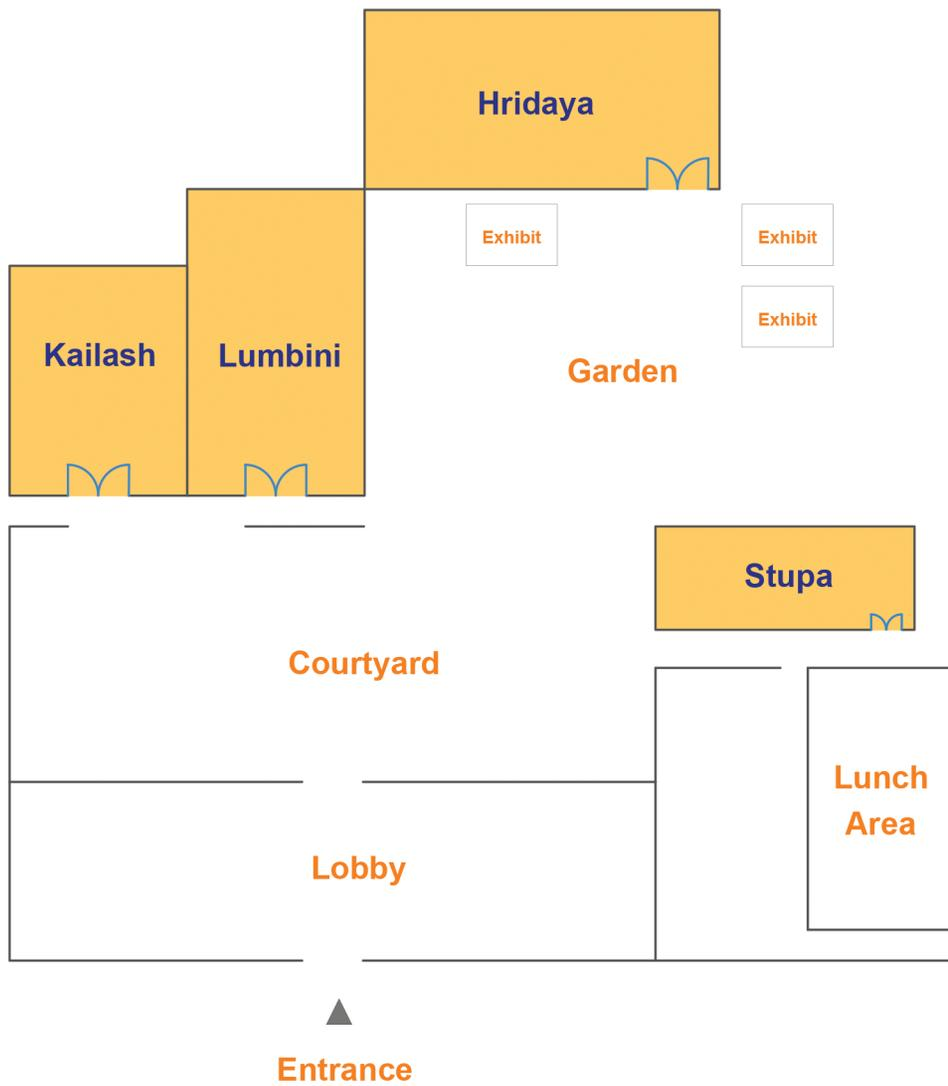 Hridaya
Exhibit
Exhibit
Exhibit
Kailash
Lumbini
Garden
Stupa
Courtyard
Lunch
Area
Lobby
Entrance